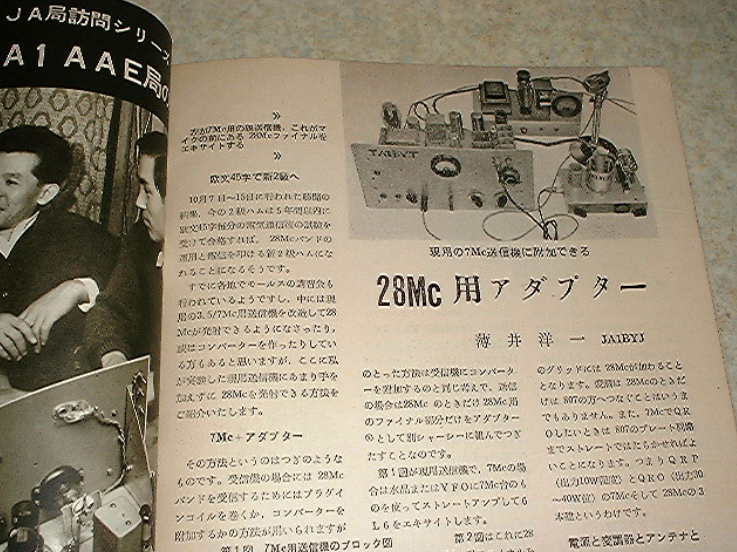 JA局訪問シリーズ
A1AAE局の
»
左が7Mc用の現送信機、これがマ
イクの前にある 28Mcファイナルを
エキサイトする
»
欧文45字で新2級へ
10月7日〜15日に行われた
結果、今の2級ハムは5年間以内に
欧文45字毎分の電気通信術の試験を
受けて合格すれば、28Mcバンドの
運用と電信を叩ける新2級ハムにな
れることになるそうです。
すでに各地でモールスの講習会も
行われているようですし、中には現
用の3.5/7Mc用送信機を改造して28
Mcが発射できるようになさったり、
或はコンバーターを作ったりしてい
る方もあると思いますが、ここに私
が実験した現用送信機にあまり手を
加えずに 28Mcを発射できる方法を
ご紹介いたします。
7Mc+アダプター
その方法というのはつぎのような
ものです。受信機の場合には 28Mc
バンドを受信するためにはプラグイ
ンコイルを巻くか、コンバーターを
附加するかの方法が用いられますが
第1図 7Mc用送信機のブロック図
JA1BYT
現用の7Mc送信機に附加できる
28Mc 用アダプター
薄井洋一 JA1BYJ
のとった方法は受信機にコンバータ
ーを附加するのと同じ考えで、送信
の場合は28Mc のときだけ 28Mc用
のファイナル部分だけをアダプター
として別シャーシーに組んでつぎ
たすことなのです。
第1図が現用送信機で、7Mcの場
合は水晶またはVFOに7Mc台のも
のを使ってストレートアンプして6
L6をエキサイトします。
第2図はこれに28
のグリッドには 28Mcが加わること
となります。変調は 28Mcのときだ
けは 807の方へつなぐことはいうま
でもありません。また、7McでQR
Oしたいときは 807のプレート回路
までストレートではたらかせればよ
いことになります。つまりQRP
(出力10W程度)とQRO(出力30
〜40W位)の7Mcそして 28Mcの3
本建というわけです。
電源と変調器とアンテナと